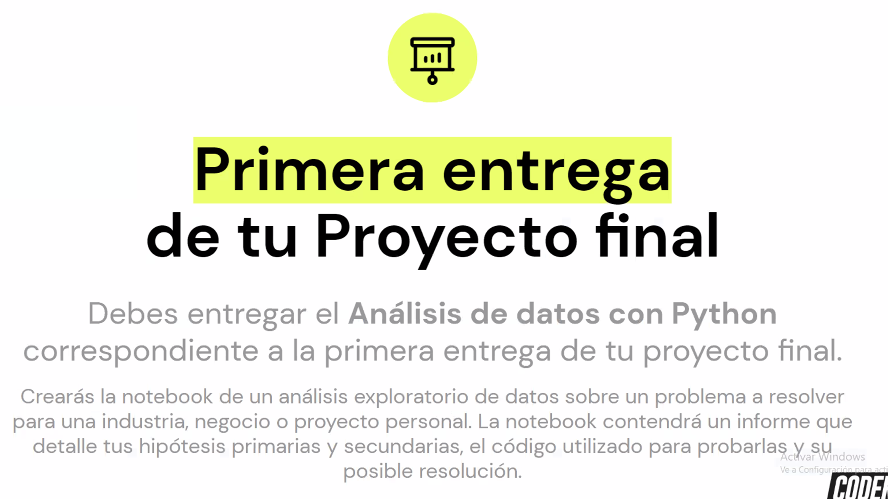 Primera entrega
de tu Proyecto final
Debes entregar el Análisis de datos con Python
correspondiente a la primera entrega de tu proyecto final.
Crearás la notebook de un análisis exploratorio de datos sobre un problema a resolver
para una industria, negocio o proyecto personal. La notebook contendrá un informe que
detalle tus hipótesis primarias y secundarias, el código utilizado para probarlas y su
posible resolución.
Activar Windows
Ve a Configuración para